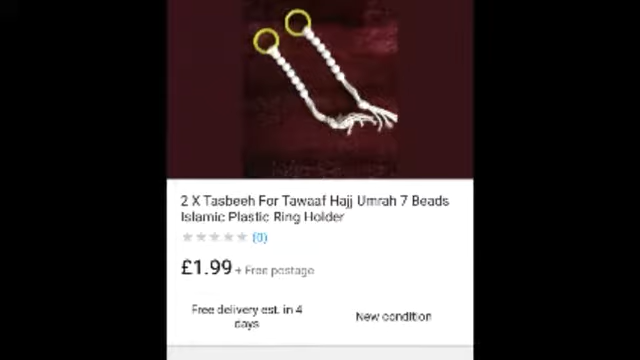 2 X Tasbeeh For Tawaaf Hajj Umrah 7 Beads
Islamic Plastic Ring Holder
(0)
£1.99 + Free postage
Free delivery est. in 4
days
New condition